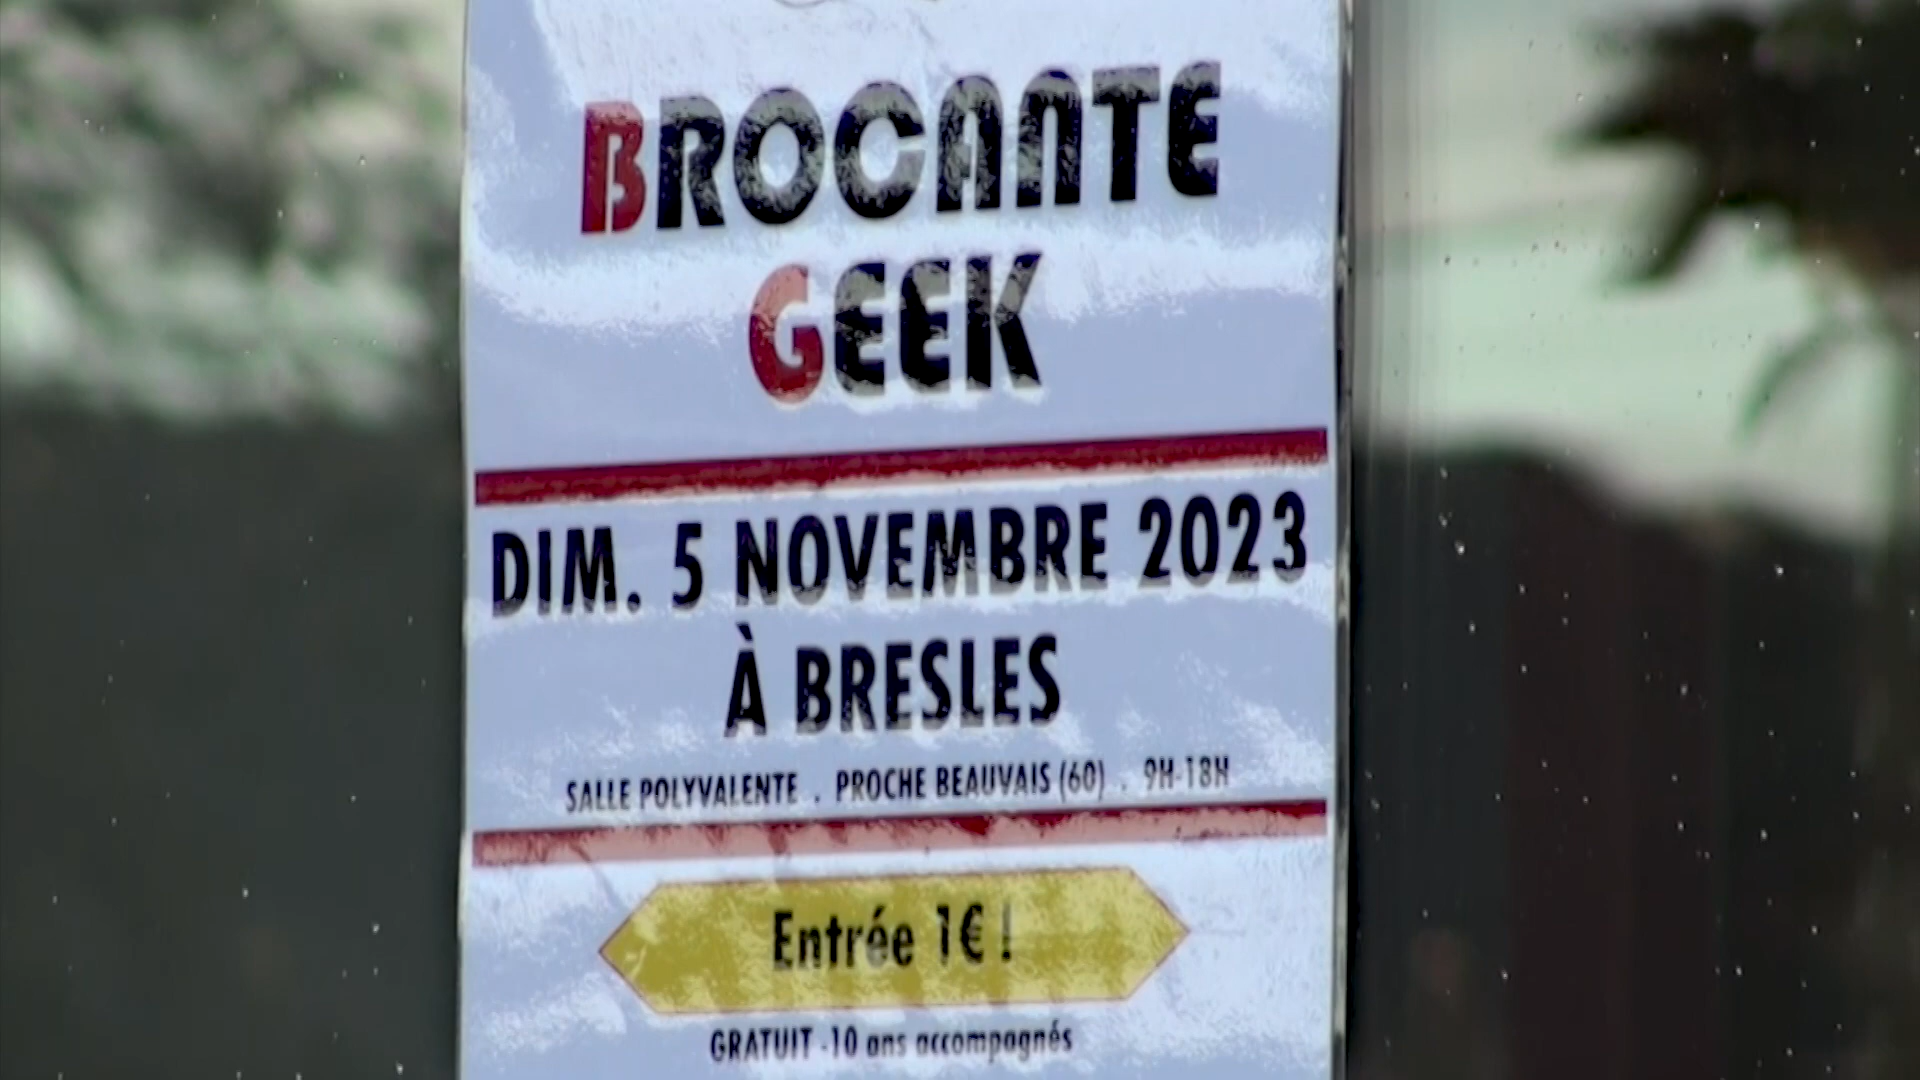 BROCANTE
GEEK
DIM. 5 NOVEMBRE 2023
À BRESLES
SALLE POLYVALENTE . PROCHE BEAUVAIS (60) . 9H-18H
Entrée 1€ !
GRATUIT -10 ans accompagnés